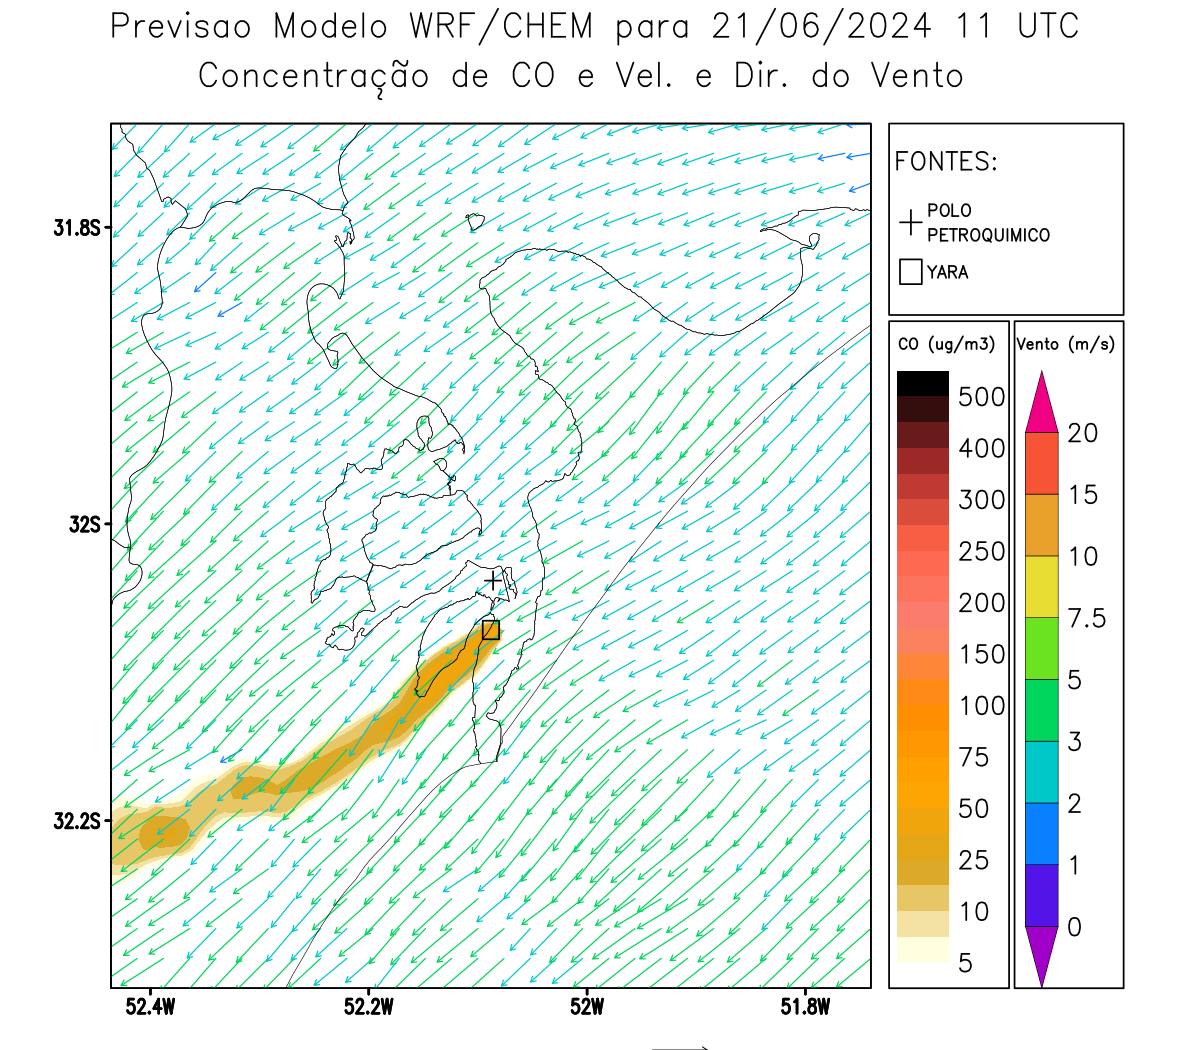 Previsao Modelo WRF/CHEM para 21/06/2024 11 UTC
Concentração de CO e Vel. e Dir. do Vento
FONTES:
POLO
PETROQUIMICO
YARA
CO (ug/m3)
500
400
300
250
200
150
100
75
50
25
10
5
Vento (m/s)
20
15
10
7.5
5
3
2
1
0
31.8S
32S
32.2S
52.4W
52.2W
52W
51.8W